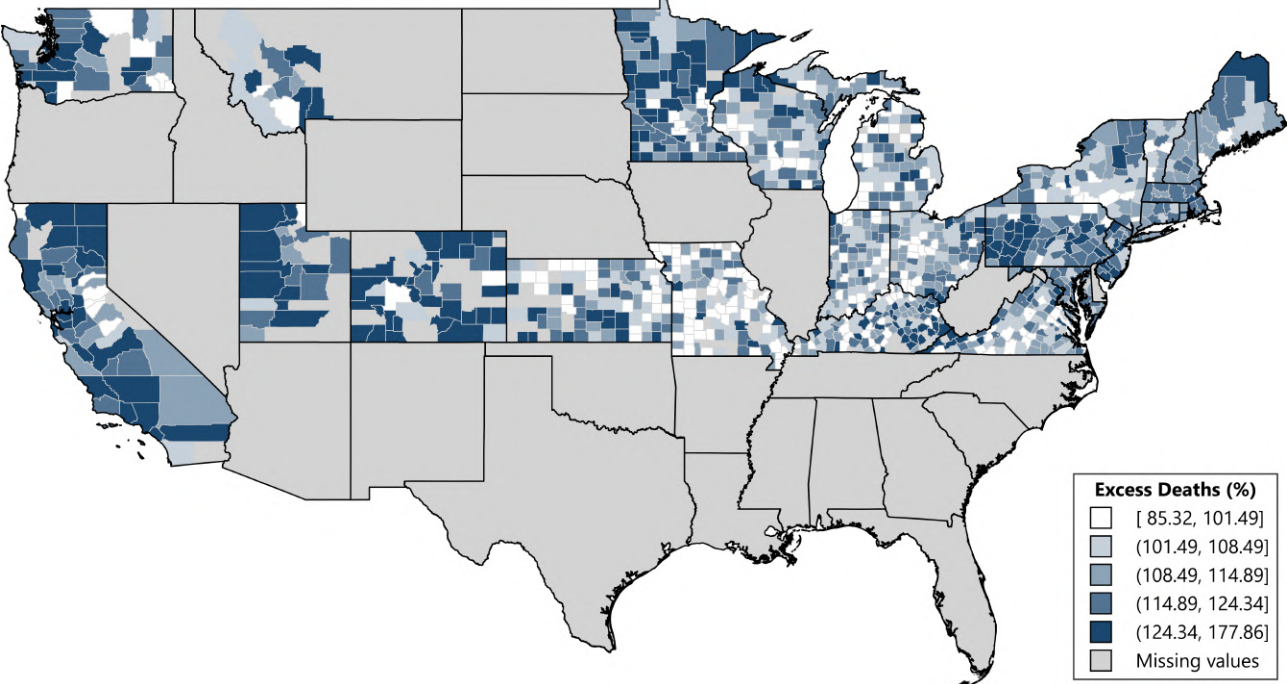 Excess Deaths (%)
[ 85.32, 101.49]
(101.49, 108.49]
(108.49, 114.89]
(114.89, 124.34]
(124.34, 177.86]
Missing values